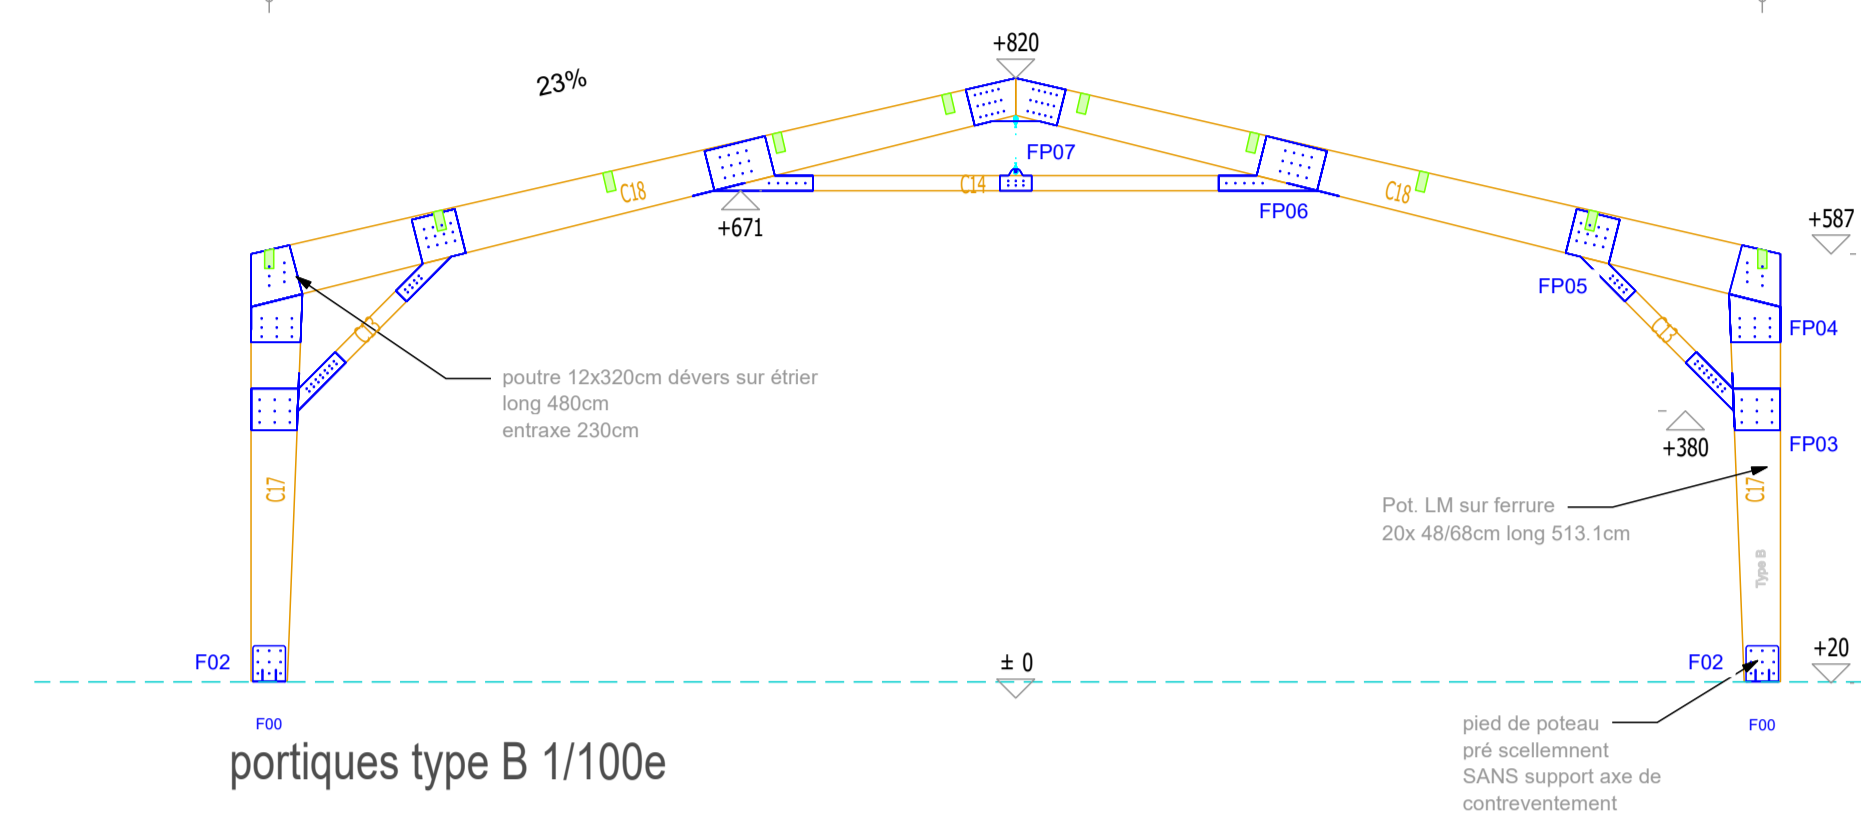 +820
23%
FP07
C18
C14
C18
FP06
+671
+587
FP05
C13
C13
FP04
poutre 12x320cm dévers sur étrier
long 480cm
entraxe 230cm
+380
FP03
C17
C17
Pot. LM sur ferrure
20x 48/68cm long 513.1cm
Type B
F02
± 0
F02
+20
F00
F00
pied de poteau
pré scellemnent
SANS support axe de
contreventement
portiques type B 1/100e